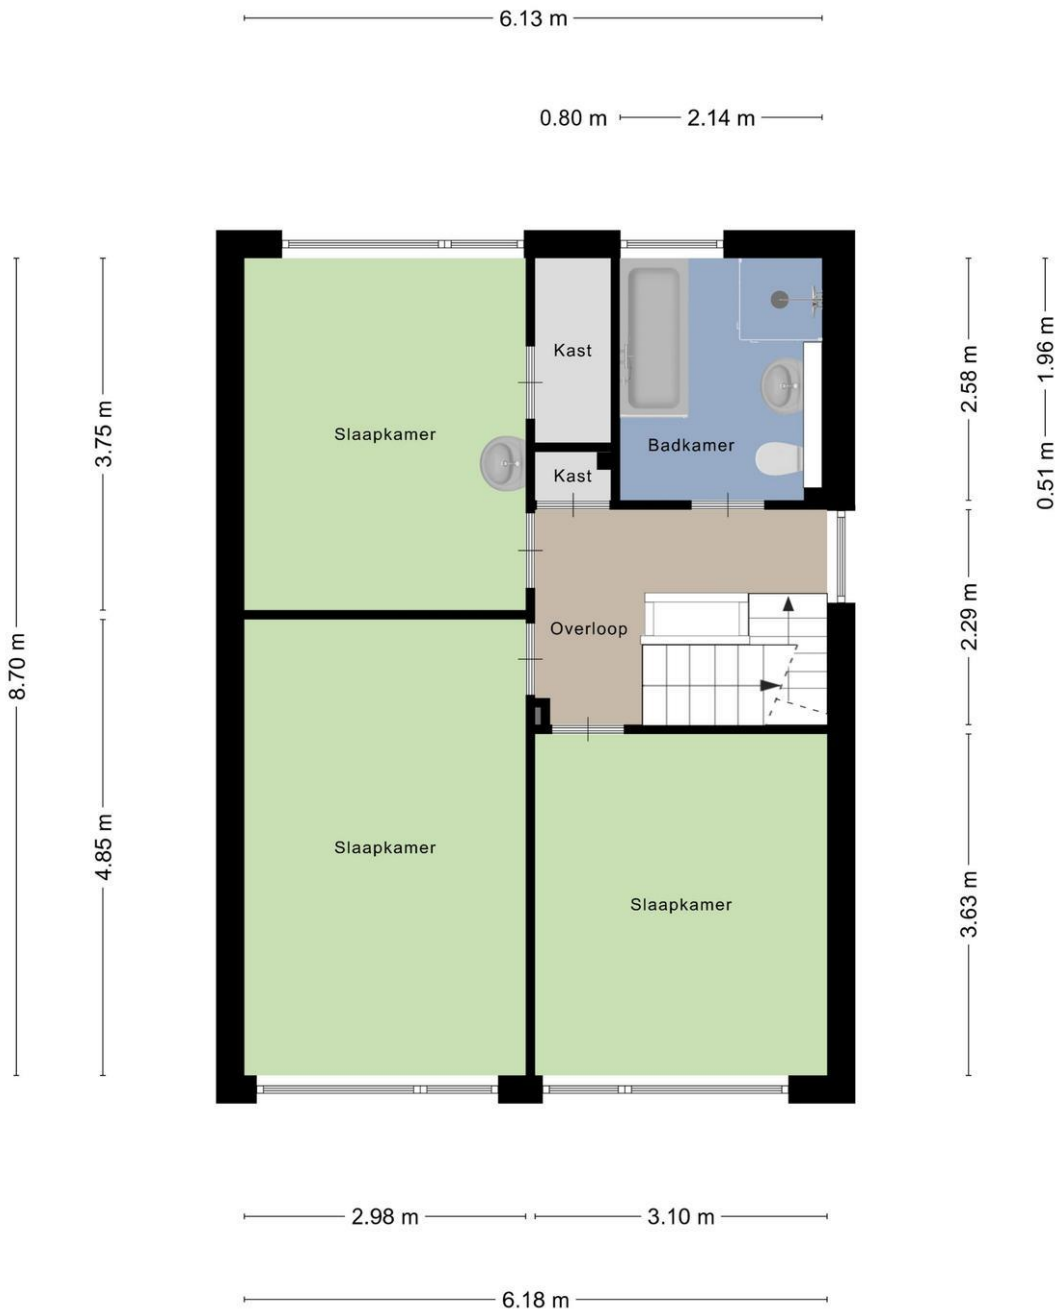 6.13 m
0.80 m
2.14 m
Kast
Slaapkamer
Badkamer
Kast
Overloop
Slaapkamer
Slaapkamer
8.70 m
3.75 m
4.85 m
2.58 m
2.29 m
3.63 m
1.96 m
0.51 m
2.98 m
3.10 m
6.18 m